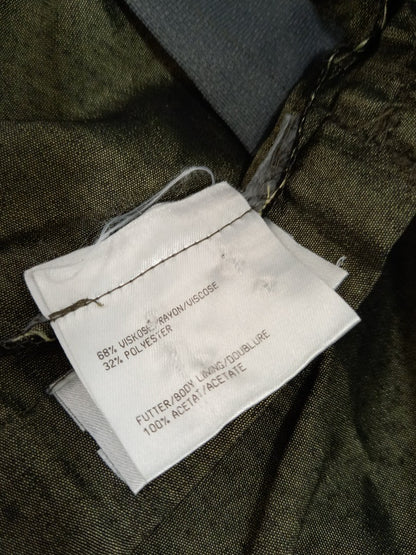 68% VISKOSE/RAYON/VISCOSE
32% POLYESTER
FUTTER/BODY LINING/DOUBLURE
100% ACETAT/ACETATE